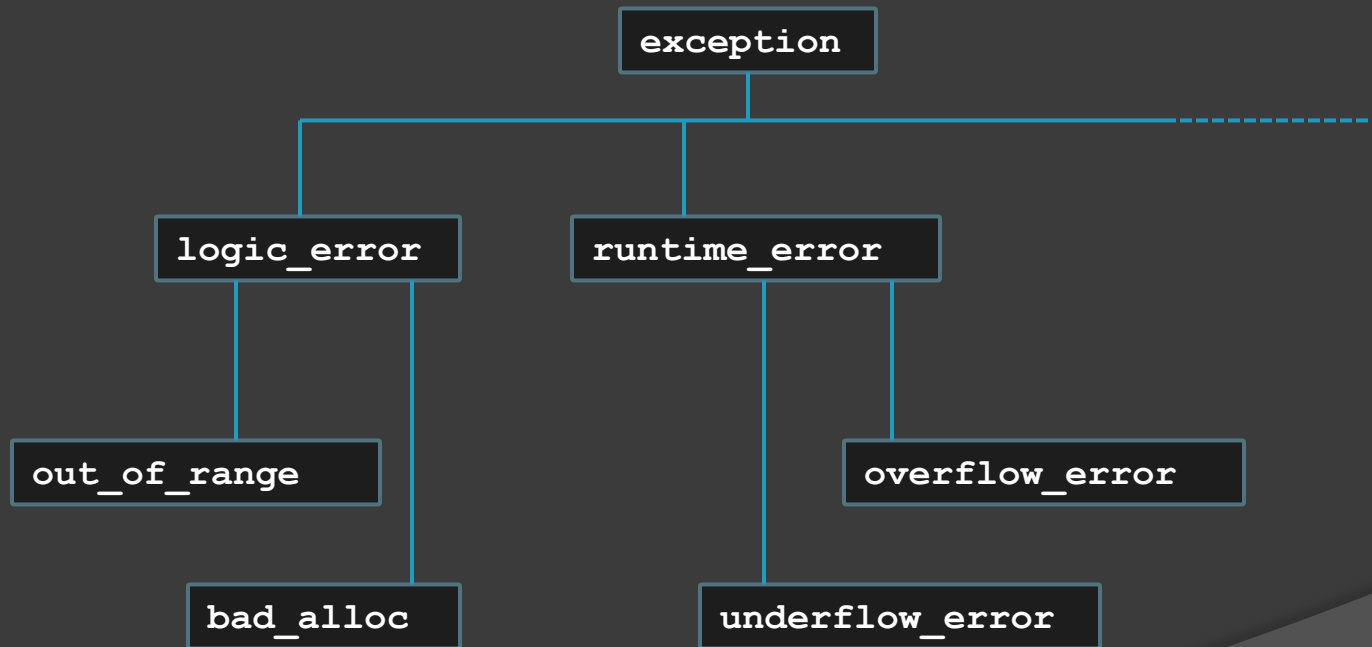 exception
logic_error
runtime_error
out_of_range
overflow_error
bad_alloc
underflow_error